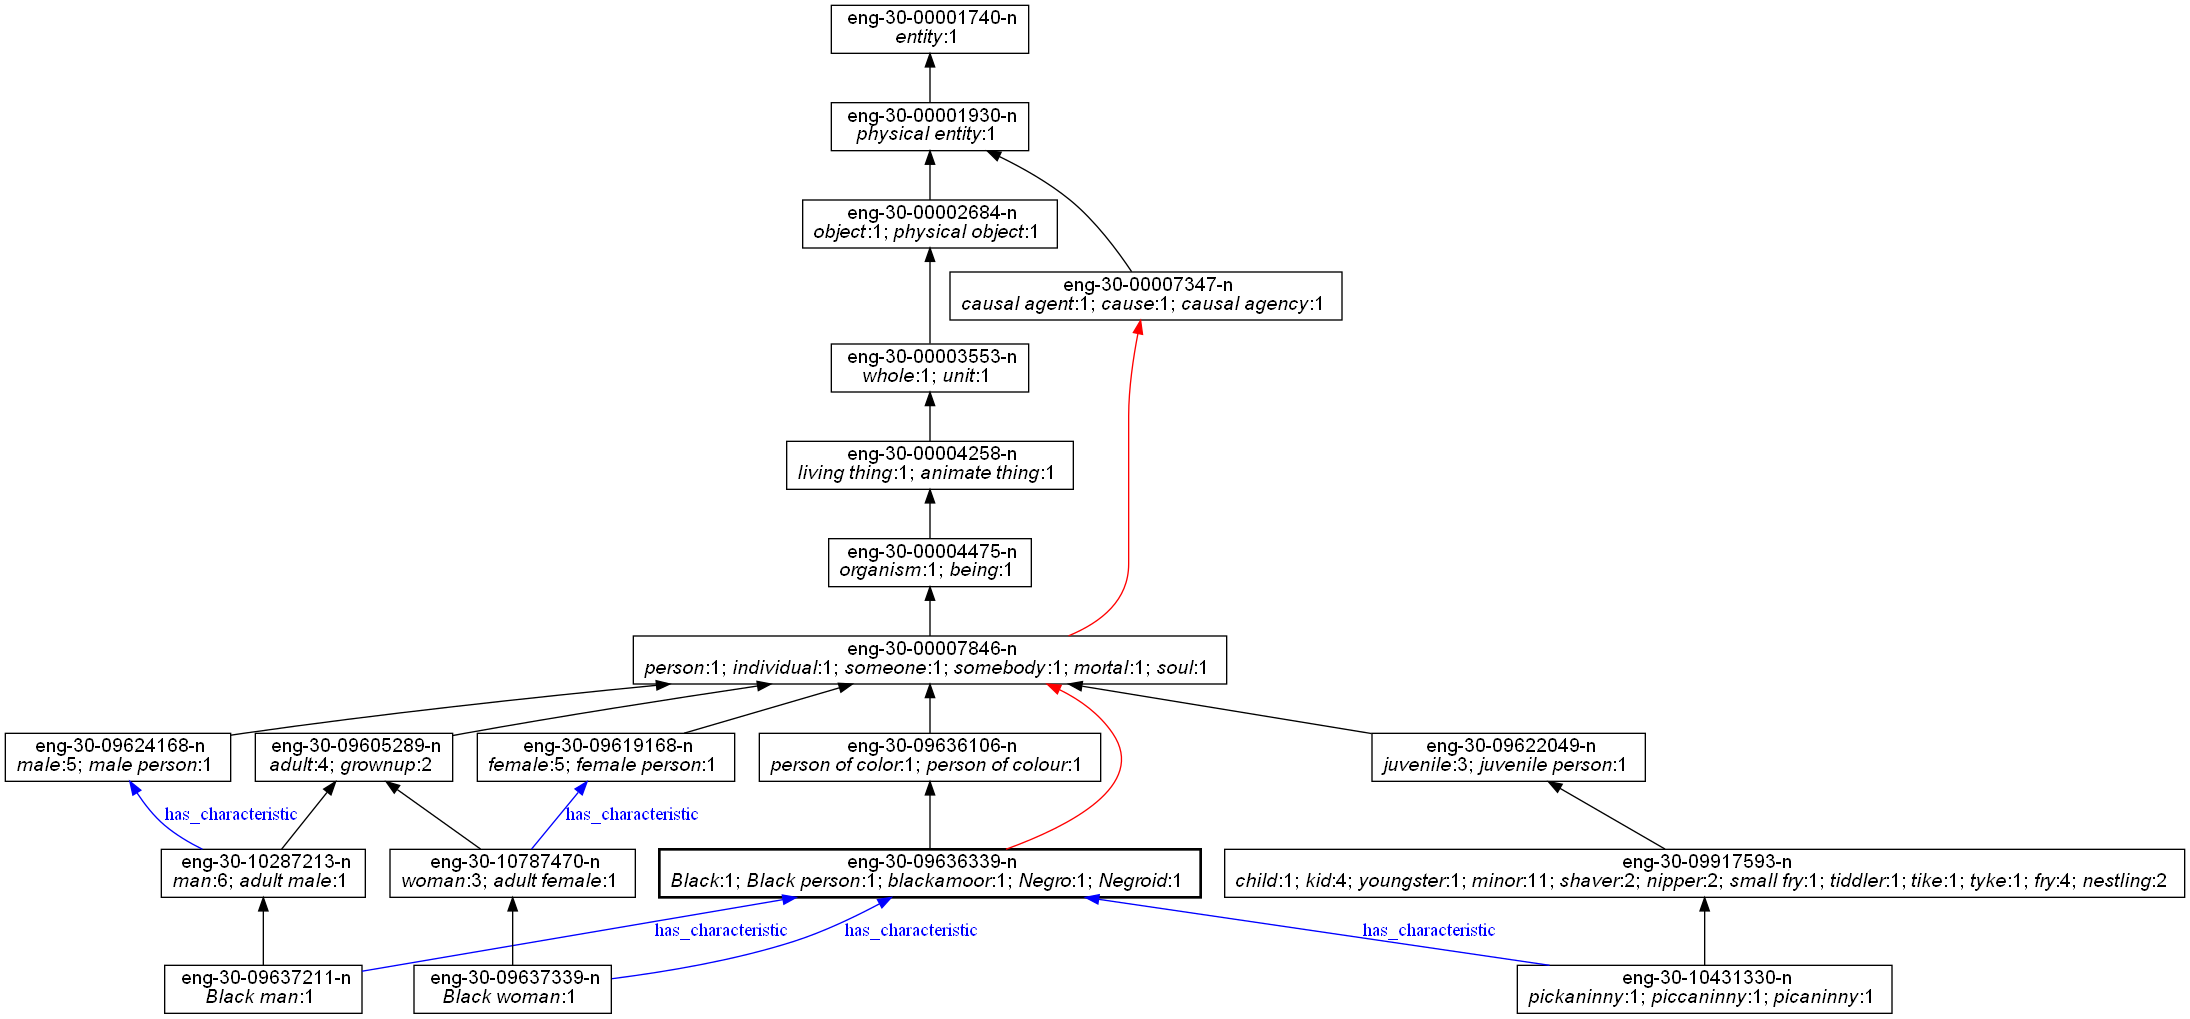 eng-30-00001740-n
entity:1
eng-30-00001930-n
physical entity:1
eng-30-00002684-n
object:1; physical object:1
eng-30-00007347-n
causal agent:1; cause:1; causal agency:1
eng-30-00003553-n
whole:1; unit:1
eng-30-00004258-n
living thing:1; animate thing:1
eng-30-00004475-n
organism:1; being:1
eng-30-00007846-n
person:1; individual:1; someone:1; somebody:1; mortal:1; soul:1
eng-30-09624168-n
male:5; male person:1
eng-30-09605289-n
adult:4; grownup:2
eng-30-09619168-n
female:5; female person:1
eng-30-09636106-n
person of color:1; person of colour:1
eng-30-09622049-n
juvenile:3; juvenile person:1
has_characteristic
has_characteristic
eng-30-10287213-n
man:6; adult male:1
eng-30-10787470-n
woman:3; adult female:1
eng-30-09636339-n
Black:1; Black person:1; blackamoor:1; Negro:1; Negroid:1
eng-30-09917593-n
child:1; kid:4; youngster:1; minor:11; shaver:2; nipper:2; small fry:1; tiddler:1; tike:1; tyke:1; fry:4; nestling:2
has_characteristic
has_characteristic
has_characteristic
eng-30-09637211-n
Black man:1
eng-30-09637339-n
Black woman:1
eng-30-10431330-n
pickaninny:1; piccaninny:1; picaninny:1